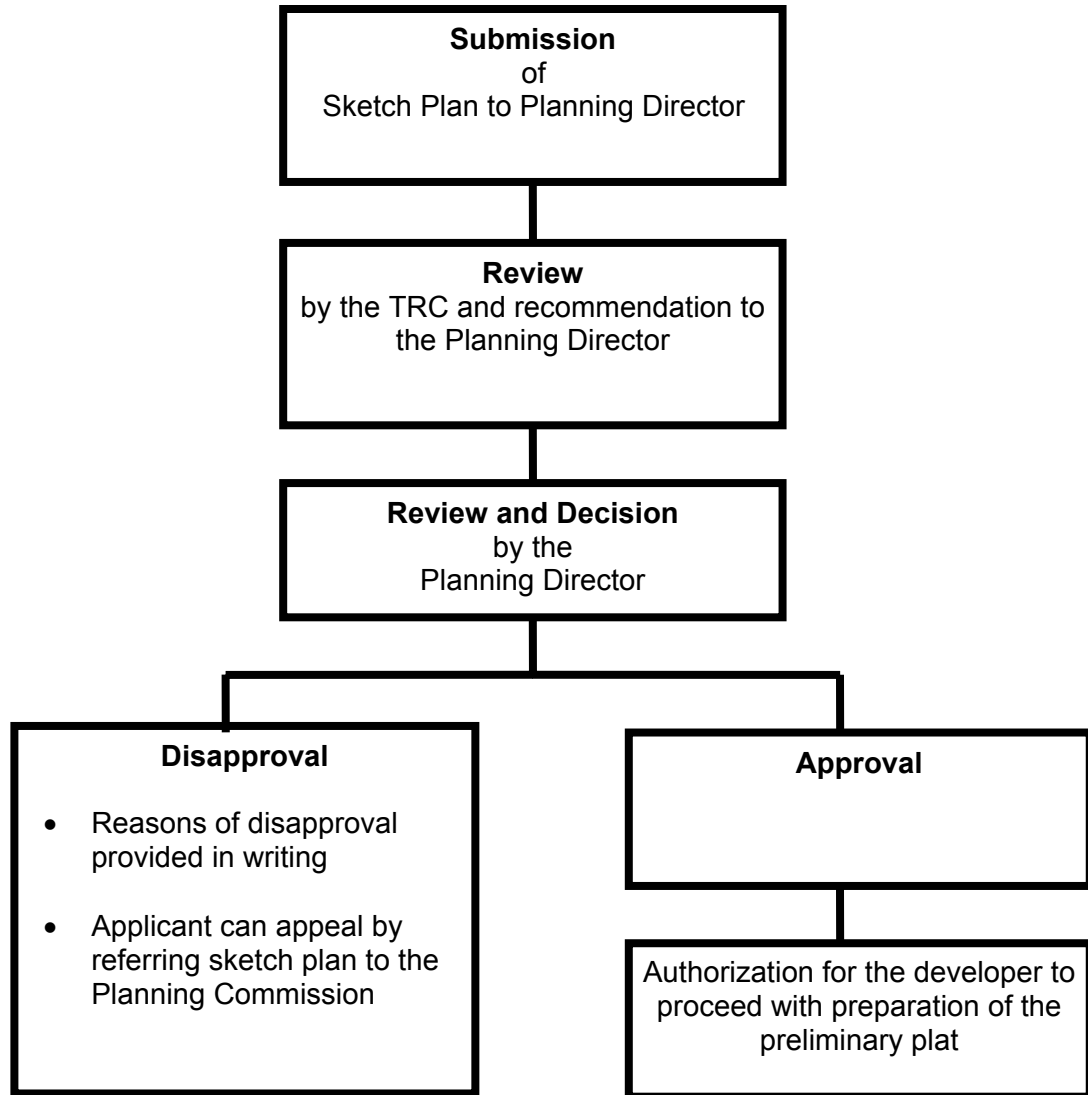 Submission
of
Sketch Plan to Planning Director
Review
by the TRC and recommendation to
the Planning Director
Review and Decision
by the
Planning Director
Disapproval
• Reasons of disapproval
provided in writing
• Applicant can appeal by
referring sketch plan to the
Planning Commission
Approval
Authorization for the developer to
proceed with preparation of the
preliminary plat